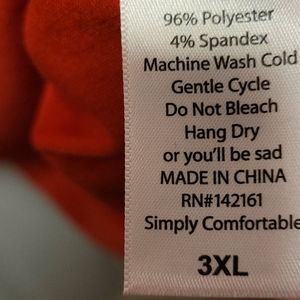 96% Polyester
4% Spandex
Machine Wash Cold
Gentle Cycle
Do Not Bleach
Hang Dry
or you'll be sad
MADE IN CHINA
RN#142161
Simply Comfortable
3XL